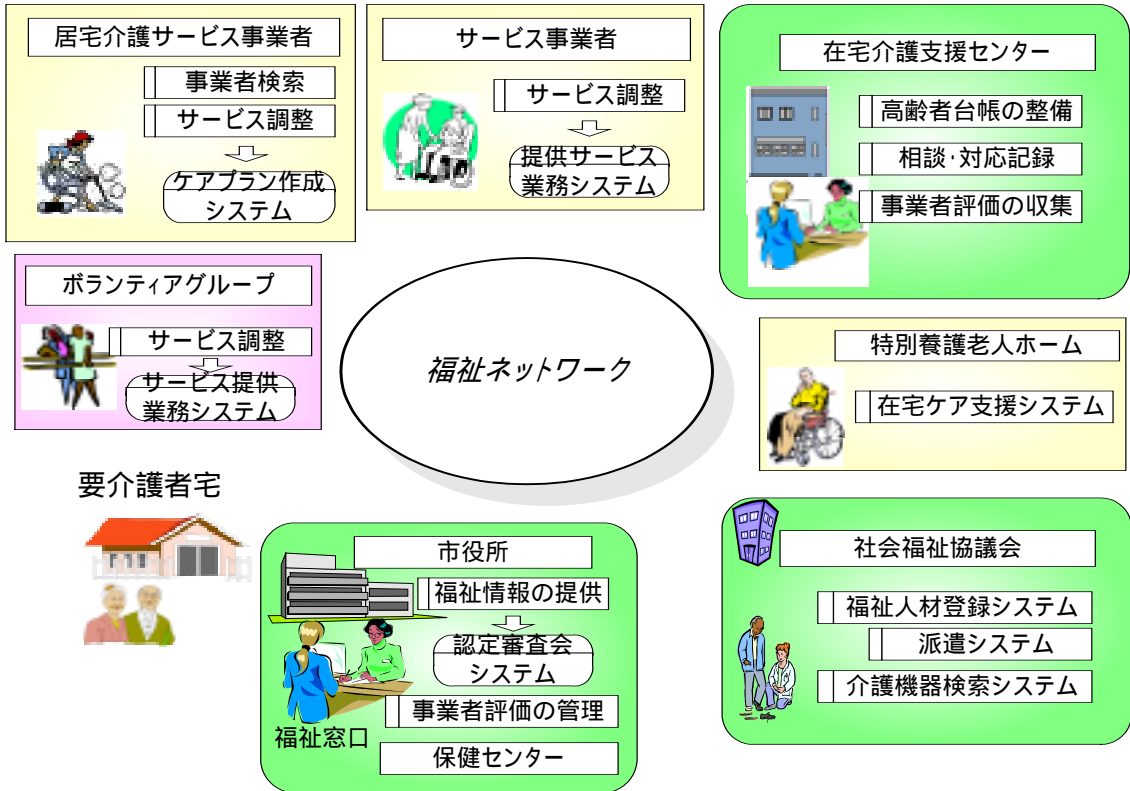 居宅介護サービス事業者
事業者検索
サービス調整
ケアプラン作成
システム
サービス事業者
サービス調整
提供サービス
業務システム
在宅介護支援センター
高齢者台帳の整備
相談・対応記録
事業者評価の収集
ボランティアグループ
サービス調整
サービス提供
業務システム
福祉ネットワーク
特別養護老人ホーム
在宅ケア支援システム
要介護者宅
市役所
福祉情報の提供
認定審査会
システム
事業者評価の管理
福祉窓口
保健センター
社会福祉協議会
福祉人材登録システム
派遣システム
介護機器検索システム